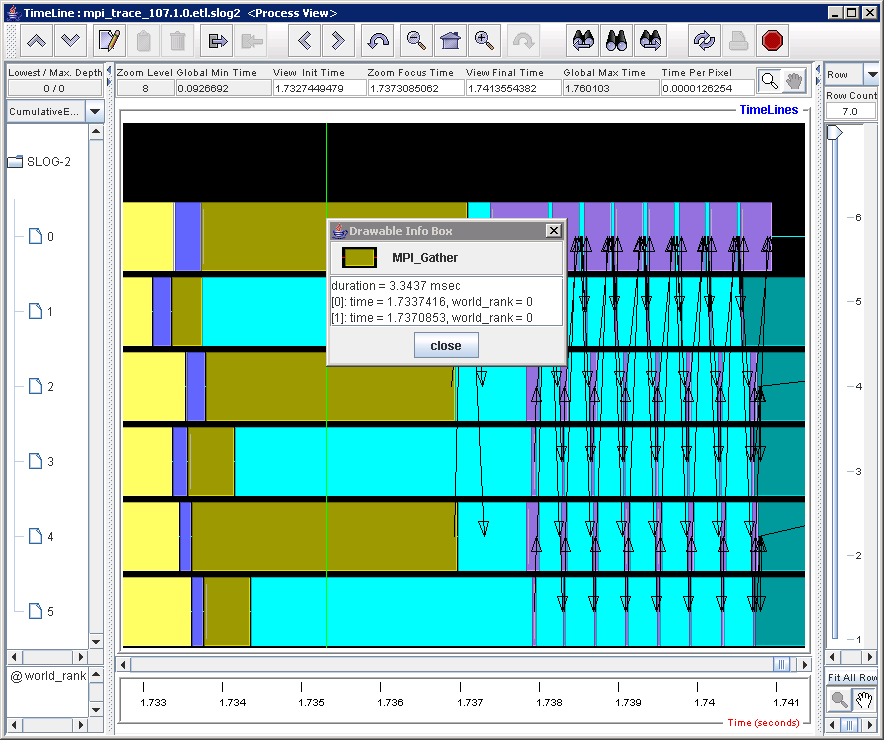 TimeLine : mpi_trace_107.1.0.etl.slog2 <Process View>
Lowest / Max. Depth
0 / 0
Zoom Level
8
Global Min Time
0.0926692
View Init Time
1.7327449479
Zoom Focus Time
1.7373085062
View Final Time
1.7413554382
Global Max Time
1.760103
Time Per Pixel
0.0000126254
Row
Row Count
7.0
CumulativeE...
TimeLines
SLOG-2
0
1
2
3
4
5
Drawable Info Box
MPI_Gather
duration = 3.3437 msec
[0]: time = 1.7337416, world_rank = 0
[1]: time = 1.7370853, world_rank = 0
close
6
5
4
3
2
1
@world_rank
Fit All Row
1.733
1.734
1.735
1.736
1.737
1.738
1.739
1.74
1.741
Time (seconds)